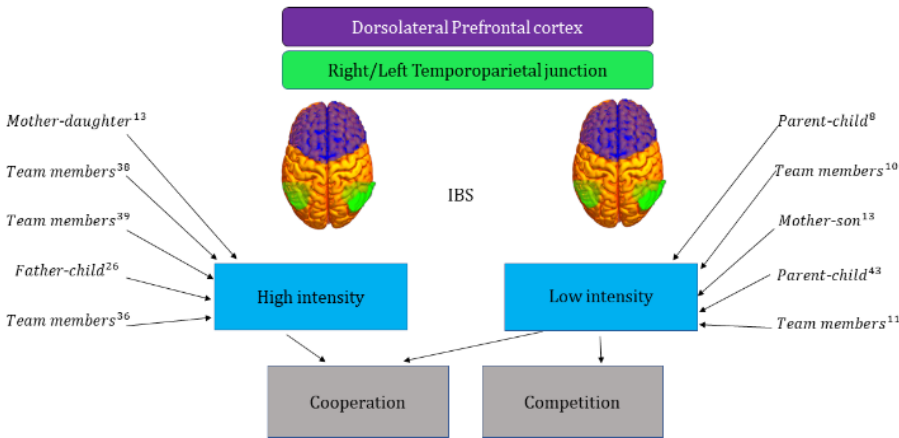 Dorsolateral Prefrontal cortex
Right/Left Temporoparietal junction
Mother-daughter¹³
Team members³⁸
Team members³⁹
Father-child²⁶
Team members³⁶
IBS
Parent-child⁸
Team members¹⁰
Mother-son¹³
Parent-child⁴³
Team members¹¹
High intensity
Low intensity
Cooperation
Competition